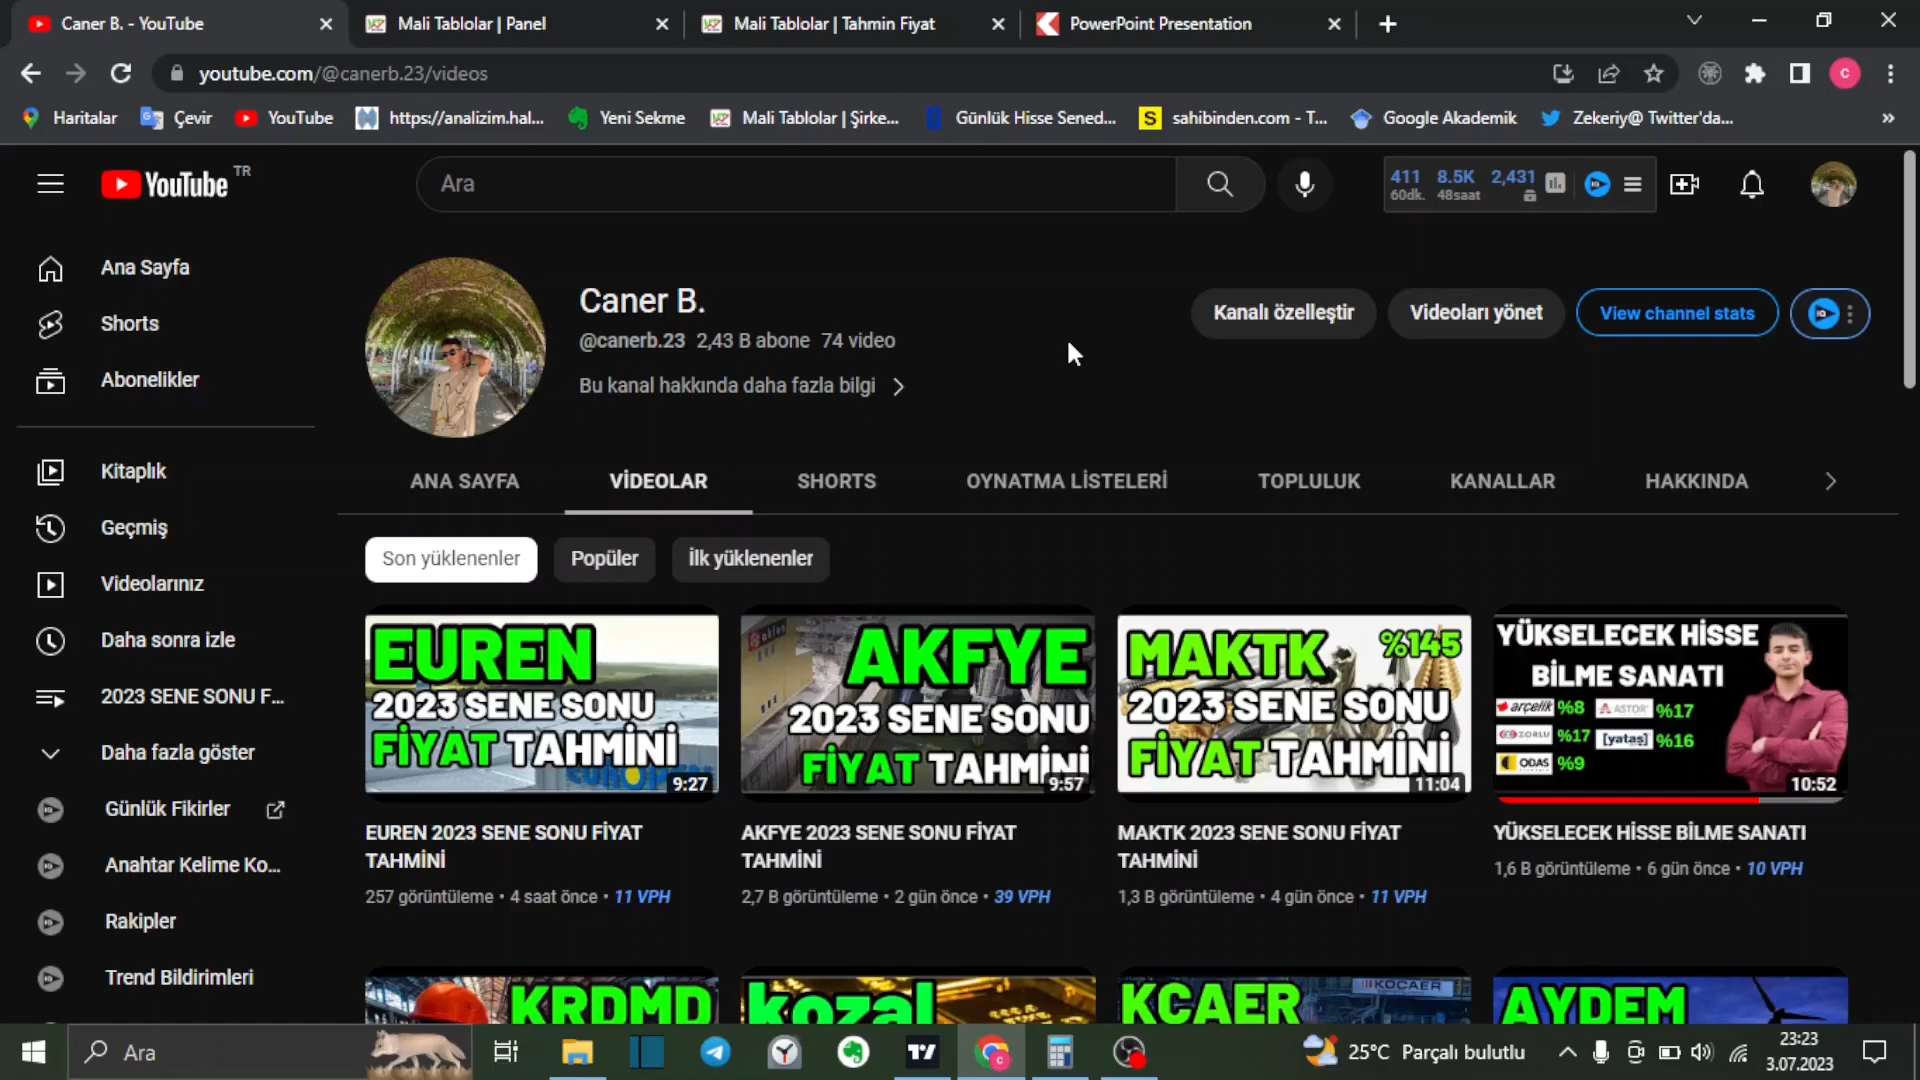 Caner B. - YouTube
Mali Tablolar | Panel
Mali Tablolar | Tahmin Fiyat
PowerPoint Presentation
youtube.com/@canerb.23/videos
C
Haritalar
Çevir
YouTube
https://analizim.hal...
Yeni Sekme
Mali Tablolar | Şirke...
Günlük Hisse Sened...
S
sahibinden.com - T...
Google Akademik
Zekeriy@ Twitter'da...
YouTube TR
Ara
411 8.5K 2,431
60dk. 48saat
Ana Sayfa
Shorts
Abonelikler
Kitaplık
Geçmiş
Videolarınız
Daha sonra izle
2023 SENE SONU F...
Daha fazla göster
Günlük Fikirler
Anahtar Kelime Ko...
Rakipler
Trend Bildirimleri
Caner B.
@canerb.23 2,43 B abone 74 video
Bu kanal hakkında daha fazla bilgi
Kanalı özelleştir
Videoları yönet
View channel stats
ANA SAYFA
VİDEOLAR
SHORTS
OYNATMA LİSTELERİ
TOPLULUK
KANALLAR
HAKKINDA
Son yüklenenler
Popüler
İlk yüklenenler
EUREN
2023 SENE SONU
FİYAT TAHMİNİ
9:27
EUREN 2023 SENE SONU FİYAT
TAHMİNİ
257 görüntüleme • 4 saat önce • 11 VPH
akfen
AKFYE
2023 SENE SONU
FİYAT TAHMİNİ
9:57
AKFYE 2023 SENE SONU FİYAT
TAHMİNİ
2,7 B görüntüleme • 2 gün önce • 39 VPH
MAKTK %145
2023 SENE SONU
FİYAT TAHMİNİ
11:04
MAKTK 2023 SENE SONU FİYAT
TAHMİNİ
1,3 B görüntüleme • 4 gün önce • 11 VPH
YÜKSELECEK HİSSE
BİLME SANATI
arçelik %8 ASTOR %17
ZORLU %17 [yataş] %16
ODAS %9
10:52
YÜKSELECEK HİSSE BİLME SANATI
1,6 B görüntüleme • 6 gün önce • 10 VPH
KRDMD
kozal
KCAER
KOCAER
AYDEM
Ara
25°C Parçalı bulutlu
23:23
3.07.2023